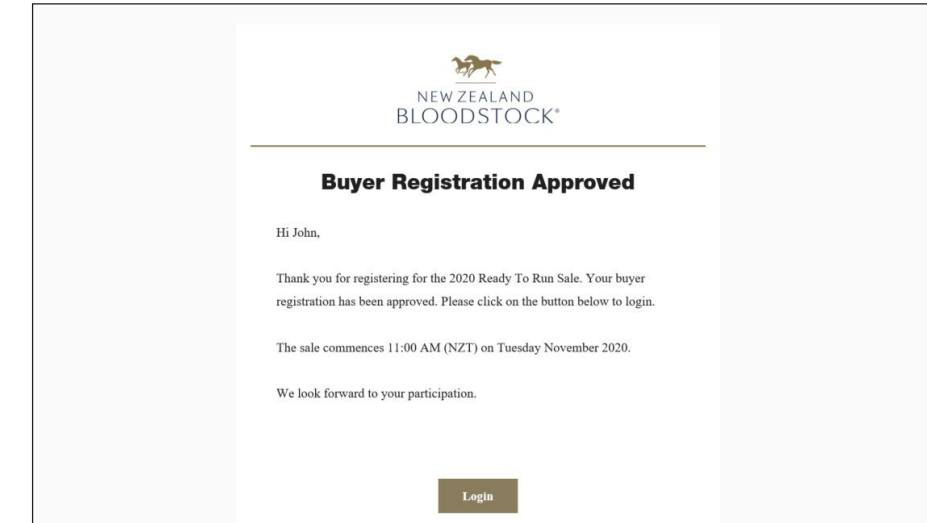 NEW ZEALAND
BLOODSTOCK®
Buyer Registration Approved
Hi John,
Thank you for registering for the 2020 Ready To Run Sale. Your buyer
registration has been approved. Please click on the button below to login.
The sale commences 11:00 AM (NZT) on Tuesday November 2020.
We look forward to your participation.
Login